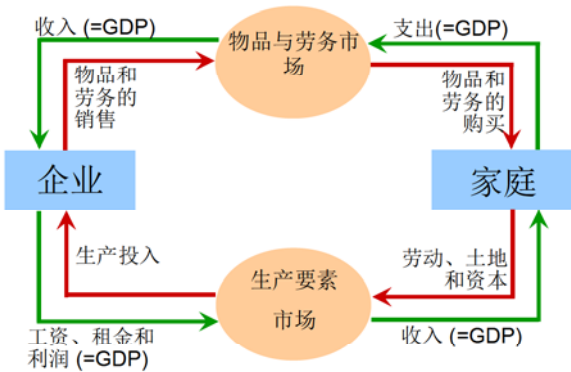 收入 (=GDP)
物品与劳务市
场
支出(=GDP)
物品和
劳务的
销售
物品和
劳务的
购买
企业
家庭
生产投入
生产要素
市场
劳动、土地
和资本
工资、租金和
利润 (=GDP)
收入 (=GDP)